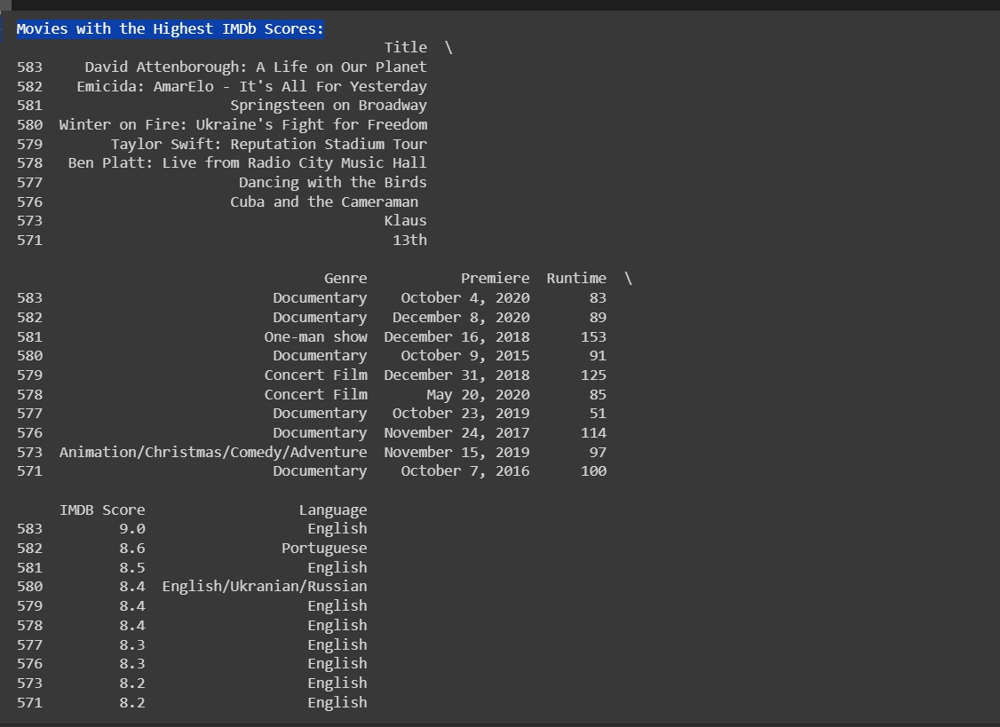 Movies with the Highest IMDb Scores:
Title \
583 David Attenborough: A Life on Our Planet
582 Emicida: AmarElo - It's All For Yesterday
581 Springsteen on Broadway
580 Winter on Fire: Ukraine's Fight for Freedom
579 Taylor Swift: Reputation Stadium Tour
578 Ben Platt: Live from Radio City Music Hall
577 Dancing with the Birds
576 Cuba and the Cameraman
573 Klaus
571 13th
Genre Premiere Runtime \
583 Documentary October 4, 2020 83
582 Documentary December 8, 2020 89
581 One-man show December 16, 2018 153
580 Documentary October 9, 2015 91
579 Concert Film December 31, 2018 125
578 Concert Film May 20, 2020 85
577 Documentary October 23, 2019 51
576 Documentary November 24, 2017 114
573 Animation/Christmas/Comedy/Adventure November 15, 2019 97
571 Documentary October 7, 2016 100
IMDB Score Language
583 9.0 English
582 8.6 Portuguese
581 8.5 English
580 8.4 English/Ukranian/Russian
579 8.4 English
578 8.4 English
577 8.3 English
576 8.3 English
573 8.2 English
571 8.2 English